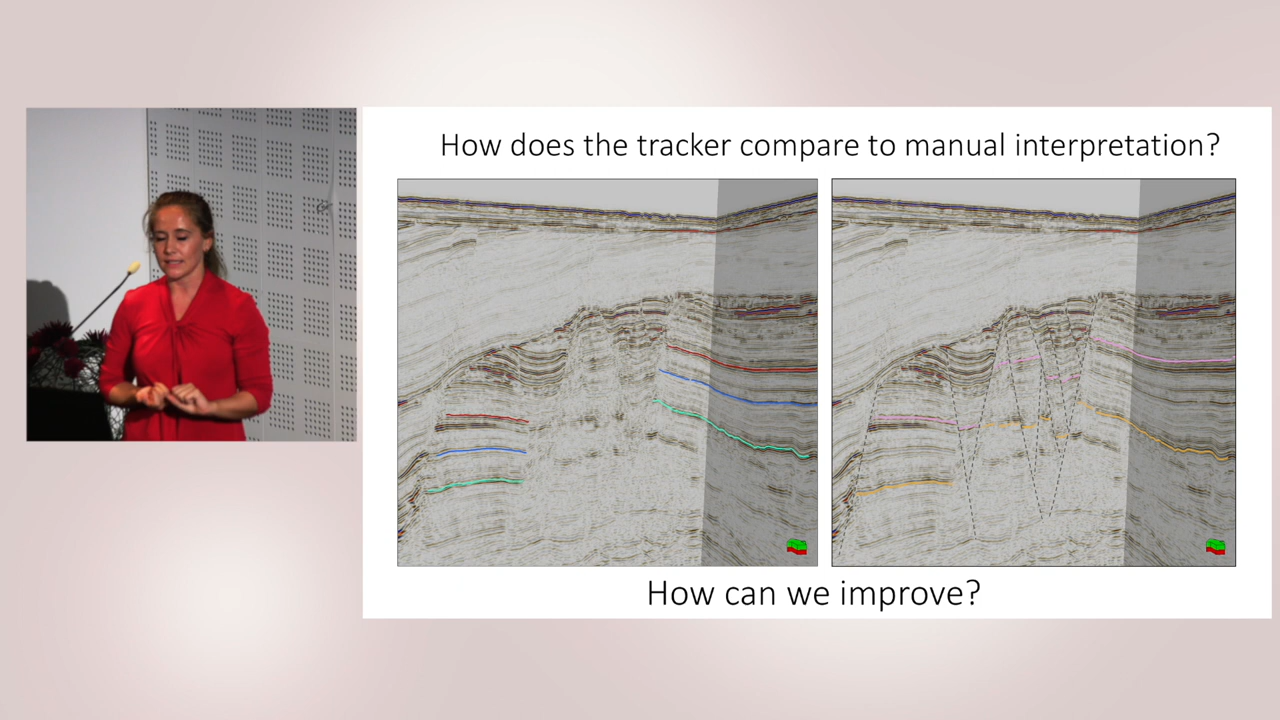 How does the tracker compare to manual interpretation?
How can we improve?